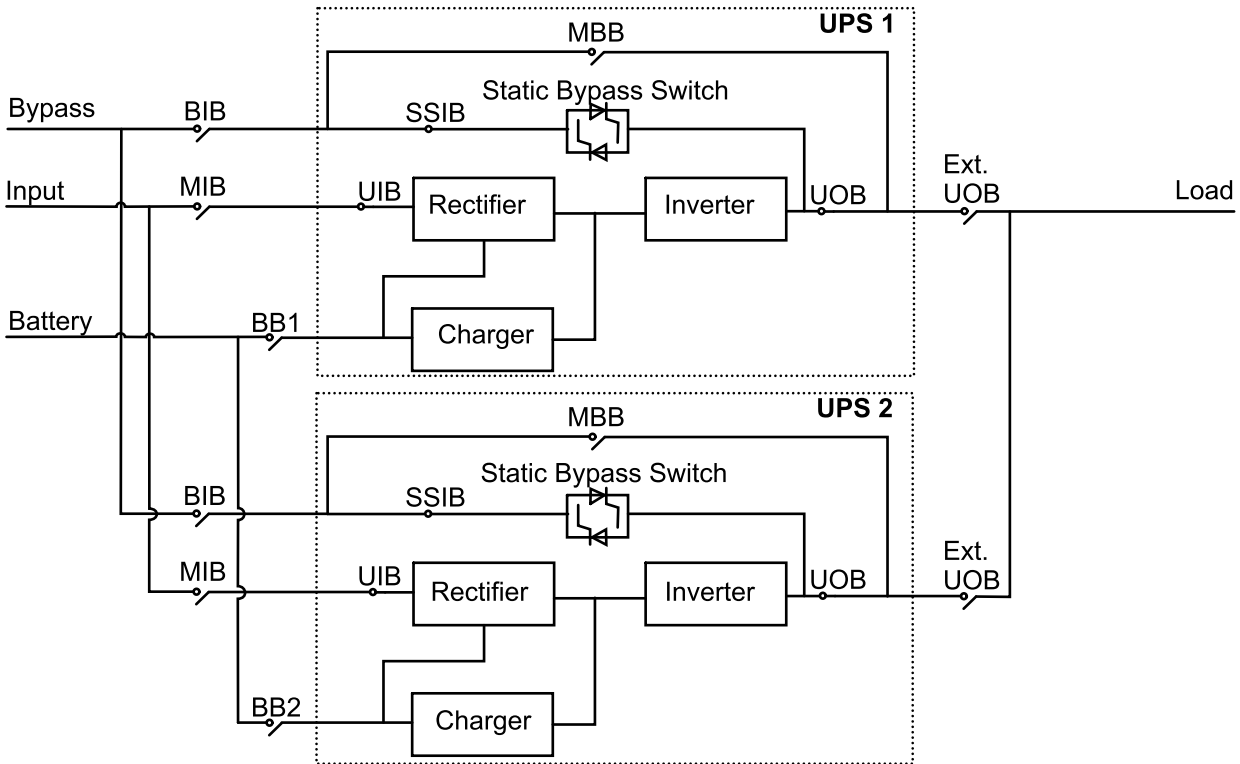 UPS 1
MBB
Static Bypass Switch
Bypass
BIB
SSIB
Ext.
UOB
Input
MIB
UIB
Rectifier
Inverter
UOB
Load
Battery
BB1
Charger
UPS 2
MBB
Static Bypass Switch
BIB
SSIB
Ext.
UOB
MIB
UIB
Rectifier
Inverter
UOB
BB2
Charger